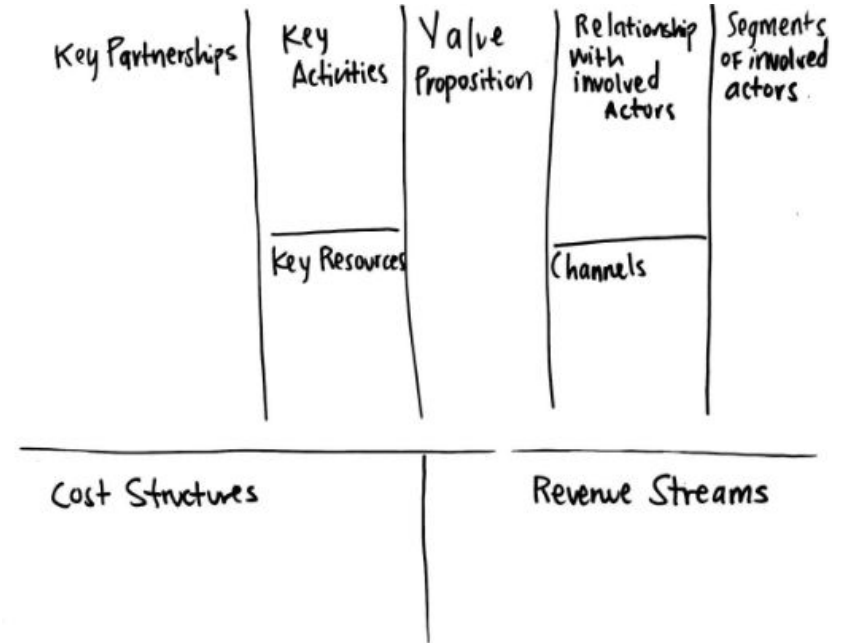 Key Partnerships
Key
Activities
Key Resources
Value
Proposition
Relationship
with
involved
Actors
Channels
Segments
OF involved
actors.
Cost Structures
Revenue Streams